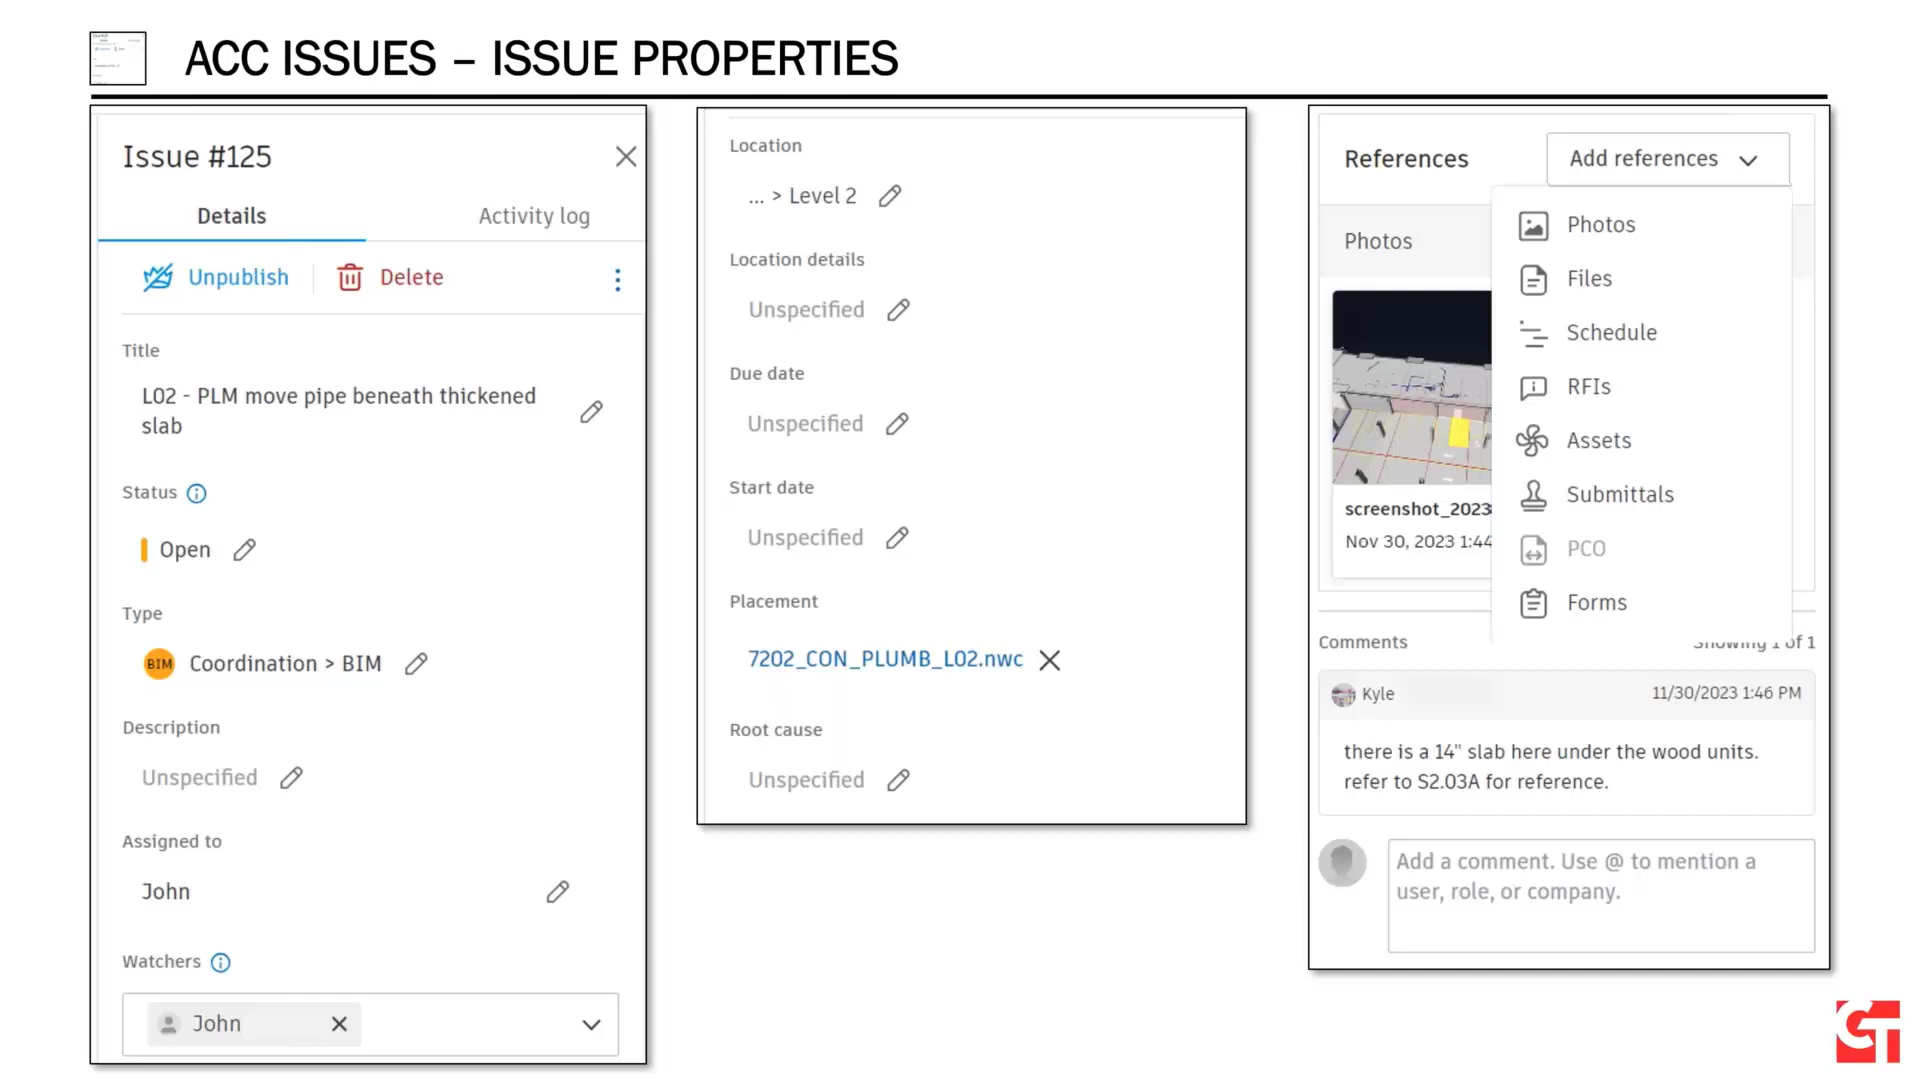 ACC ISSUES – ISSUE PROPERTIES
Issue #125
Details
Activity log
Unpublish
Delete
Title
L02 - PLM move pipe beneath thickened
slab
Status
Open
Type
BIM
Coordination > BIM
Description
Unspecified
Assigned to
John
Watchers
John
Location
... > Level 2
Location details
Unspecified
Due date
Unspecified
Start date
Unspecified
Placement
7202_CON_PLUMB_L02.nwc
Root cause
Unspecified
References
Add references
Photos
Photos
Files
Schedule
RFIs
Assets
Submittals
PCO
Forms
screenshot_2023
Nov 30, 2023 1:44
Comments
Showing 1 of 1
Kyle
11/30/2023 1:46 PM
there is a 14" slab here under the wood units.
refer to S2.03A for reference.
Add a comment. Use @ to mention a
user, role, or company.
GT